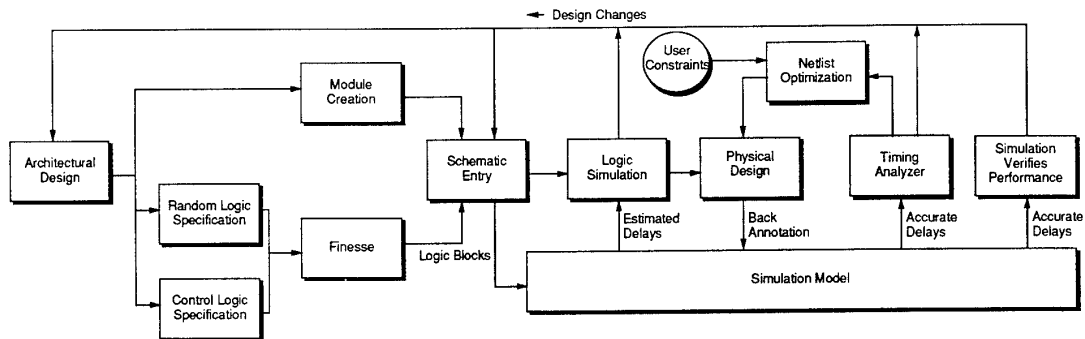 Design Changes
User
Constraints
Netlist
Optimization
Module
Creation
Architectural
Design
Schematic
Entry
Logic
Simulation
Physical
Design
Timing
Analyzer
Simulation
Verifies
Performance
Random Logic
Specification
Finesse
Logic Blocks
Estimated
Delays
Back
Annotation
Accurate
Delays
Accurate
Delays
Control Logic
Specification
Simulation Model